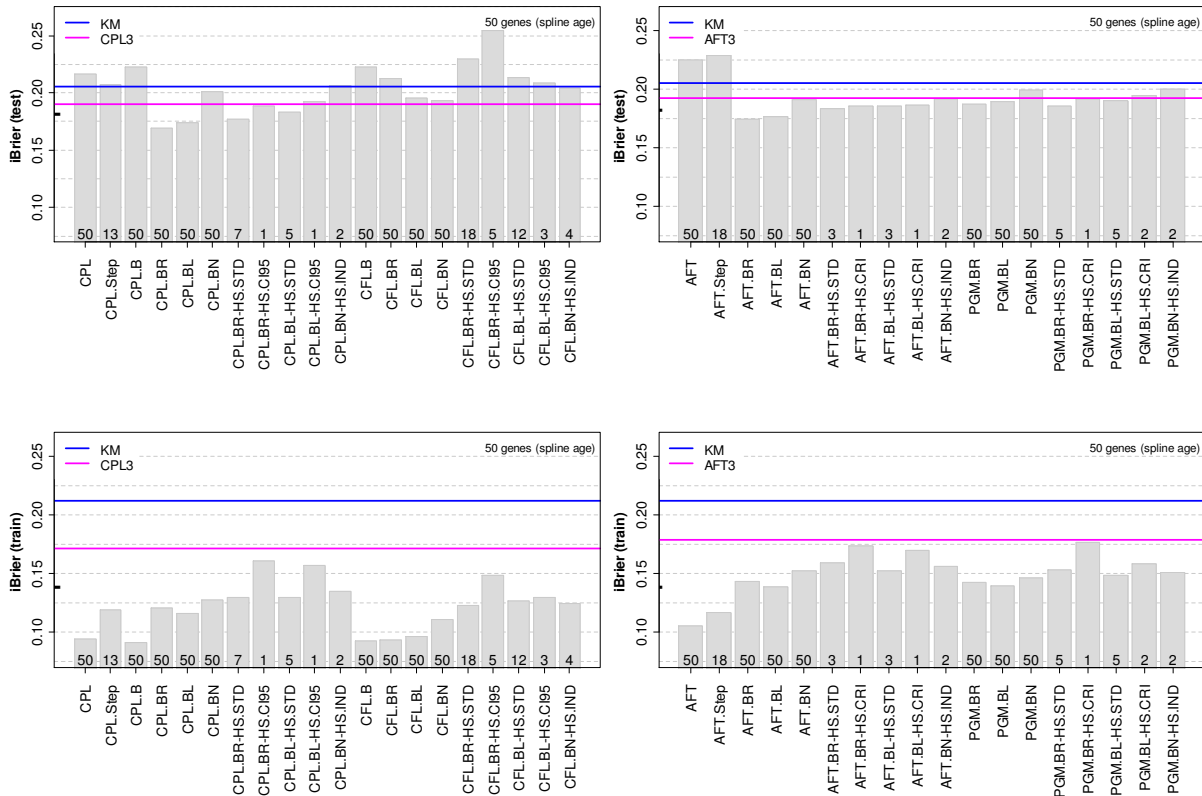 KM
CPL3
50 genes (spline age)
iBrier (test)
0.10 0.15 0.20 0.25
50 13 50 50 50 50 7 1 5 1 2 50 50 50 50 18 5 12 3 4
CPL
CPL.Step
CPL.B
CPL.BR
CPL.BL
CPL.BN
CPL.BR-HS.STD
CPL.BR-HS.CI95
CPL.BL-HS.STD
CPL.BL-HS.CI95
CPL.BN-HS.IND
CFL.B
CFL.BR
CFL.BL
CFL.BN
CFL.BR-HS.STD
CFL.BR-HS.CI95
CFL.BL-HS.STD
CFL.BL-HS.CI95
CFL.BN-HS.IND
KM
AFT3
50 genes (spline age)
iBrier (test)
0.10 0.15 0.20 0.25
50 18 50 50 50 3 1 3 1 2 50 50 50 5 1 5 2 2
AFT
AFT.Step
AFT.BR
AFT.BL
AFT.BN
AFT.BR-HS.STD
AFT.BR-HS.CRI
AFT.BL-HS.STD
AFT.BL-HS.CRI
AFT.BN-HS.IND
PGM.BR
PGM.BL
PGM.BN
PGM.BR-HS.STD
PGM.BR-HS.CRI
PGM.BL-HS.STD
PGM.BL-HS.CRI
PGM.BN-HS.IND
KM
CPL3
50 genes (spline age)
iBrier (train)
0.10 0.15 0.20 0.25
50 13 50 50 50 50 7 1 5 1 2 50 50 50 50 18 5 12 3 4
CPL
CPL.Step
CPL.B
CPL.BR
CPL.BL
CPL.BN
CPL.BR-HS.STD
CPL.BR-HS.CI95
CPL.BL-HS.STD
CPL.BL-HS.CI95
CPL.BN-HS.IND
CFL.B
CFL.BR
CFL.BL
CFL.BN
CFL.BR-HS.STD
CFL.BR-HS.CI95
CFL.BL-HS.STD
CFL.BL-HS.CI95
CFL.BN-HS.IND
KM
AFT3
50 genes (spline age)
iBrier (train)
0.10 0.15 0.20 0.25
50 18 50 50 50 3 1 3 1 2 50 50 50 5 1 5 2 2
AFT
AFT.Step
AFT.BR
AFT.BL
AFT.BN
AFT.BR-HS.STD
AFT.BR-HS.CRI
AFT.BL-HS.STD
AFT.BL-HS.CRI
AFT.BN-HS.IND
PGM.BR
PGM.BL
PGM.BN
PGM.BR-HS.STD
PGM.BR-HS.CRI
PGM.BL-HS.STD
PGM.BL-HS.CRI
PGM.BN-HS.IND